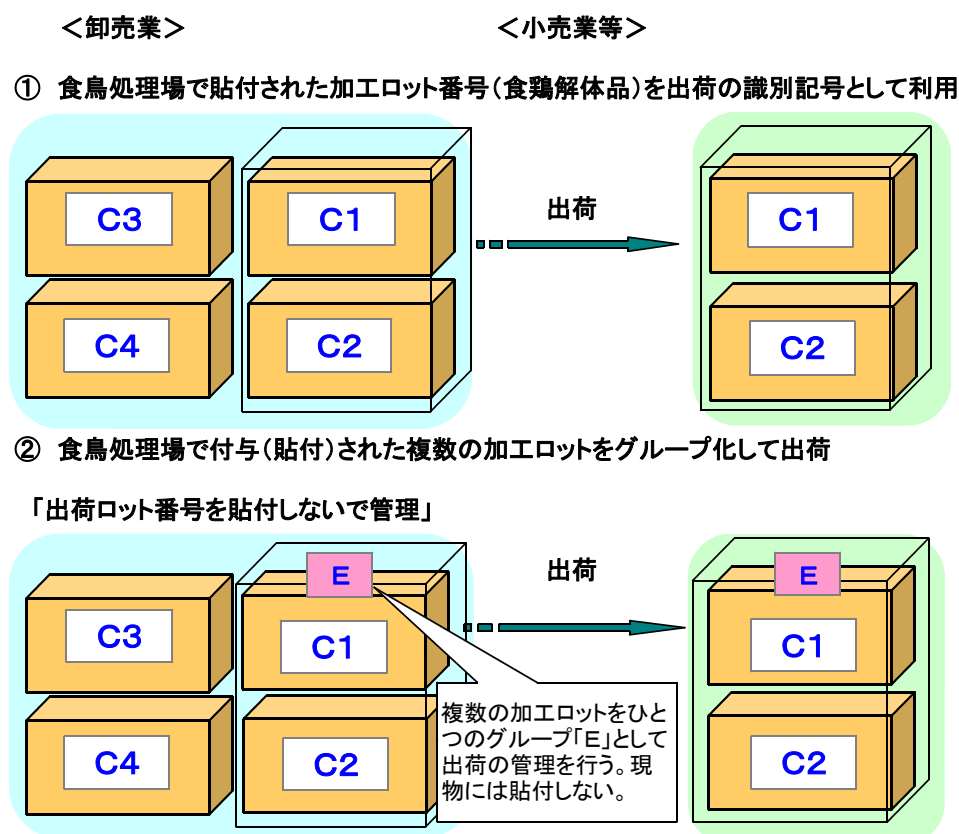 ＜卸売業＞
＜小売業等＞
① 食鳥処理場で貼付された加工ロット番号（食鶏解体品）を出荷の識別記号として利用
C3
C1
出荷
C1
C4
C2
C2
② 食鳥処理場で付与（貼付）された複数の加工ロットをグループ化して出荷
「出荷ロット番号を貼付しないで管理」
E
出荷
E
C3
C1
C1
複数の加工ロットをひと
つのグループ「E」として
出荷の管理を行う。現
物には貼付しない。
C4
C2
C2